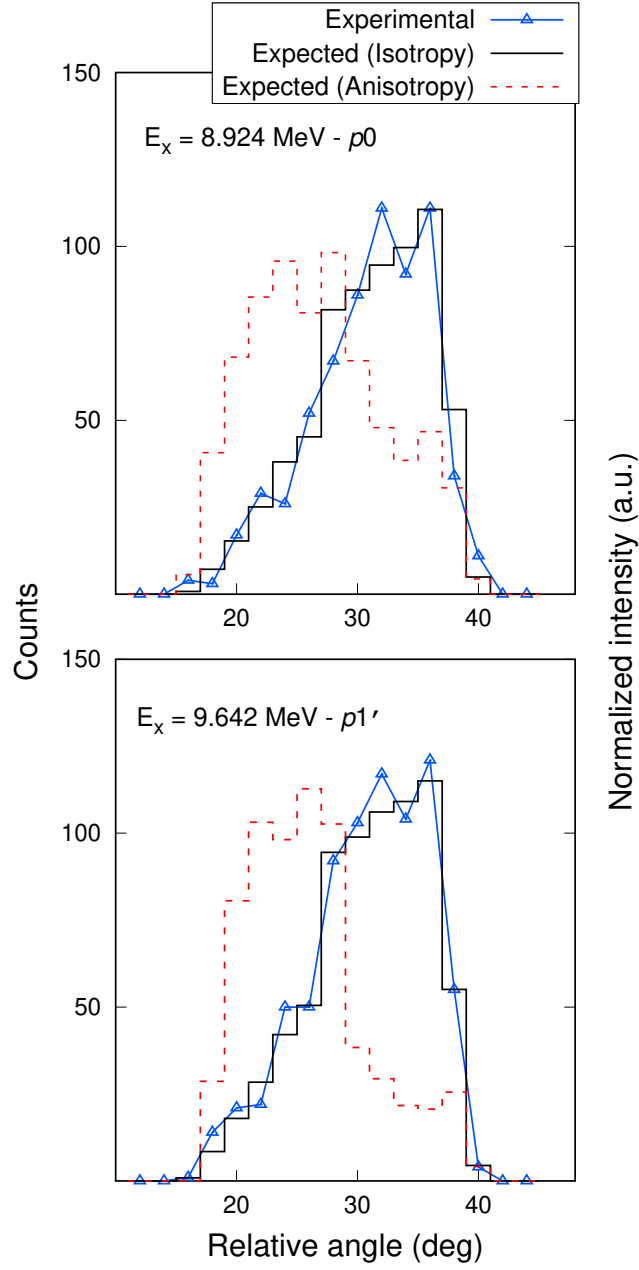 Experimental
Expected (Isotropy)
Expected (Anisotropy)
150
E_x = 8.924 MeV - p0
100
50
20
30
40
150
E_x = 9.642 MeV - p1′
100
50
20
30
40
Counts
Normalized intensity (a.u.)
Relative angle (deg)